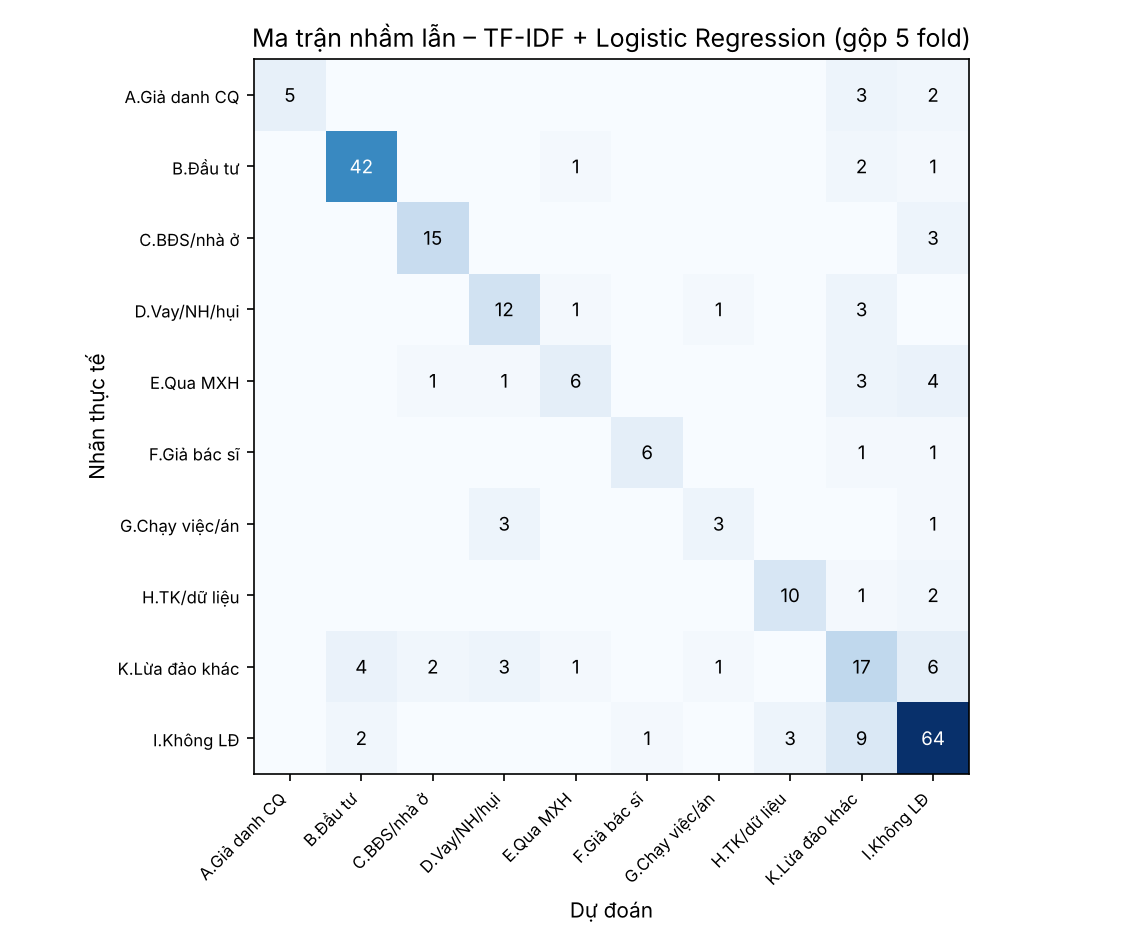 Ma trận nhầm lẫn – TF-IDF + Logistic Regression (gộp 5 fold)
A.Giả danh CQ 5 3 2
B.Đầu tư 42 1 2 1
C.BĐS/nhà ở 15 3
D.Vay/NH/hụi 12 1 1 3
E.Qua MXH 1 1 6 3 4
F.Giả bác sĩ 6 1 1
G.Chạy việc/án 3 3 1
H.TK/dữ liệu 10 1 2
K.Lừa đảo khác 4 2 3 1 1 17 6
I.Không LĐ 2 1 3 9 64
Nhãn thực tế
A.Giả danh CQ
B.Đầu tư
C.BĐS/nhà ở
D.Vay/NH/hụi
E.Qua MXH
F.Giả bác sĩ
G.Chạy việc/án
H.TK/dữ liệu
K.Lừa đảo khác
I.Không LĐ
Dự đoán